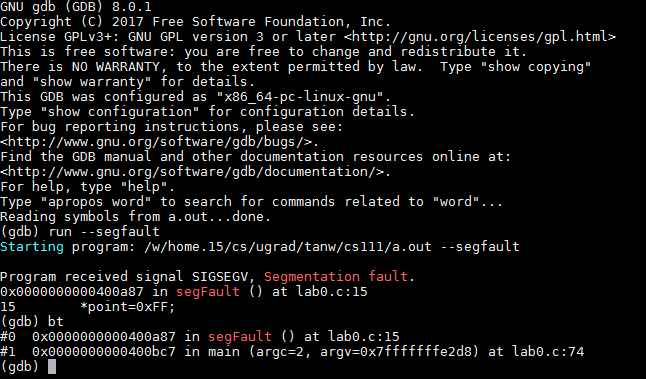 GNU gdb (GDB) 8.0.1
Copyright (C) 2017 Free Software Foundation, Inc.
License GPLv3+: GNU GPL version 3 or later <http://gnu.org/licenses/gpl.html>
This is free software: you are free to change and redistribute it.
There is NO WARRANTY, to the extent permitted by law.  Type "show copying"
and "show warranty" for details.
This GDB was configured as "x86_64-pc-linux-gnu".
Type "show configuration" for configuration details.
For bug reporting instructions, please see:
<http://www.gnu.org/software/gdb/bugs/>.
Find the GDB manual and other documentation resources online at:
<http://www.gnu.org/software/gdb/documentation/>.
For help, type "help".
Type "apropos word" to search for commands related to "word"...
Reading symbols from a.out...done.
(gdb) run --segfault
Starting program: /w/home.15/cs/ugrad/tanw/cs111/a.out --segfault

Program received signal SIGSEGV, Segmentation fault.
0x0000000000400a87 in segFault () at lab0.c:15
15        *point=0xFF;
(gdb) bt
#0  0x0000000000400a87 in segFault () at lab0.c:15
#1  0x0000000000400bc7 in main (argc=2, argv=0x7fffffffe2d8) at lab0.c:74
(gdb)